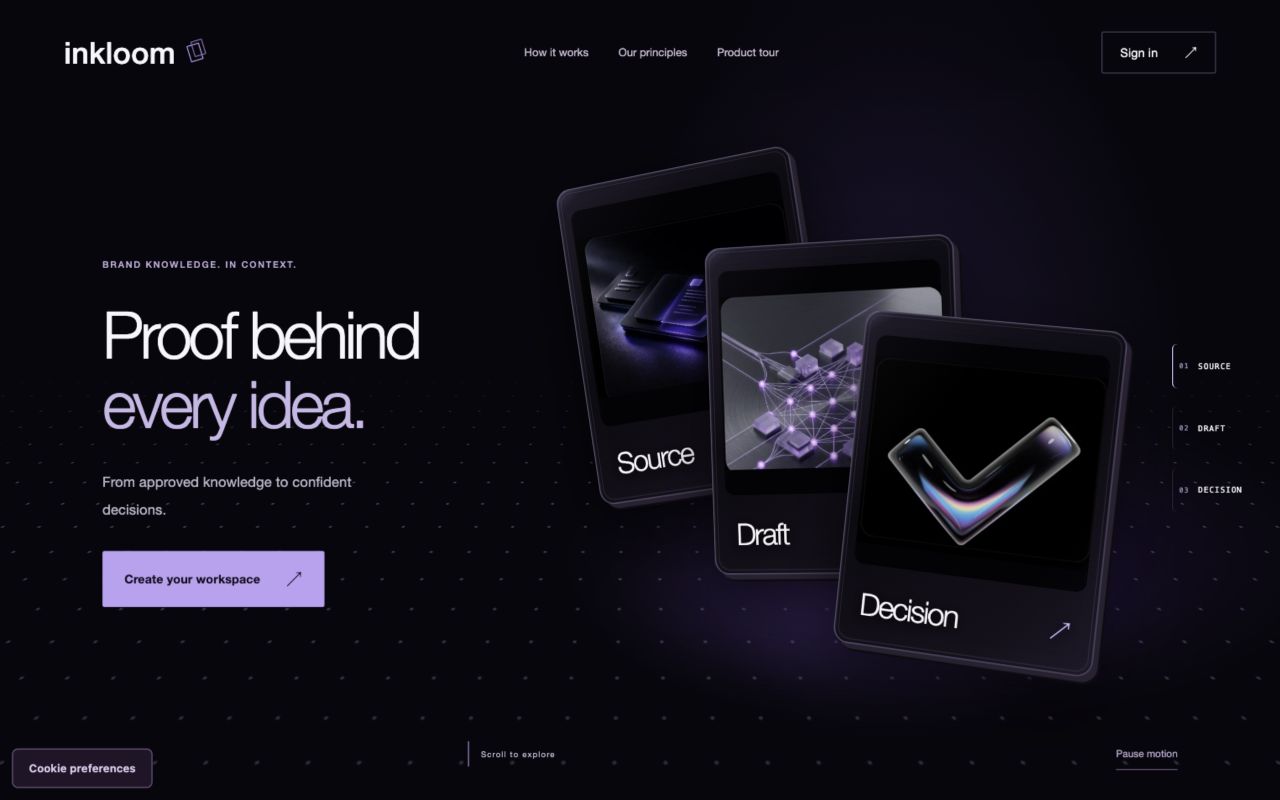 inkloom
How it works
Our principles
Product tour
Sign in
BRAND KNOWLEDGE. IN CONTEXT.
Proof behind
every idea.
From approved knowledge to confident
decisions.
Create your workspace
Source
Draft
Decision
01 SOURCE
02 DRAFT
03 DECISION
Scroll to explore
Pause motion
Cookie preferences